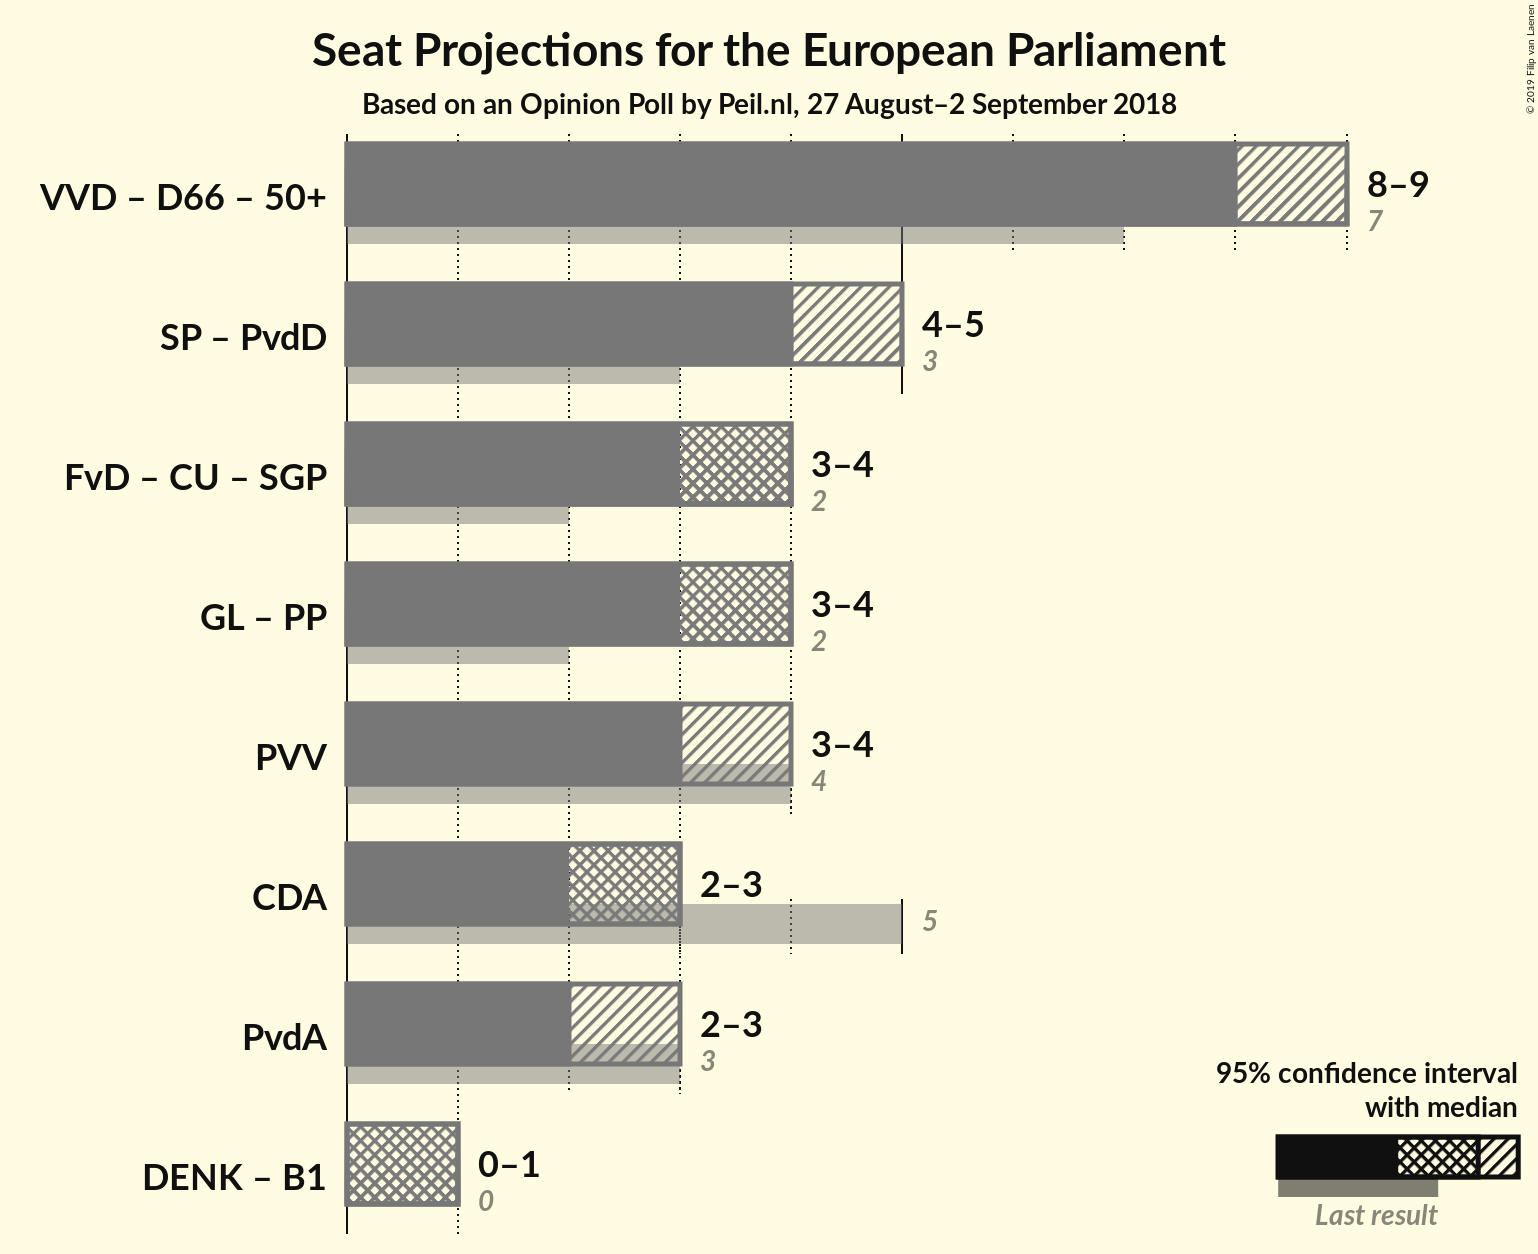 Seat Projections for the European Parliament
Based on an Opinion Poll by Peil.nl, 27 August–2 September 2018
© 2019 Filip van Laenen
VVD – D66 – 50+
8–9
7
SP – PvdD
4–5
3
FvD – CU – SGP
3–4
2
GL – PP
3–4
2
PVV
3–4
4
CDA
2–3
5
PvdA
2–3
3
DENK – B1
0–1
0
95% confidence interval
with median
Last result